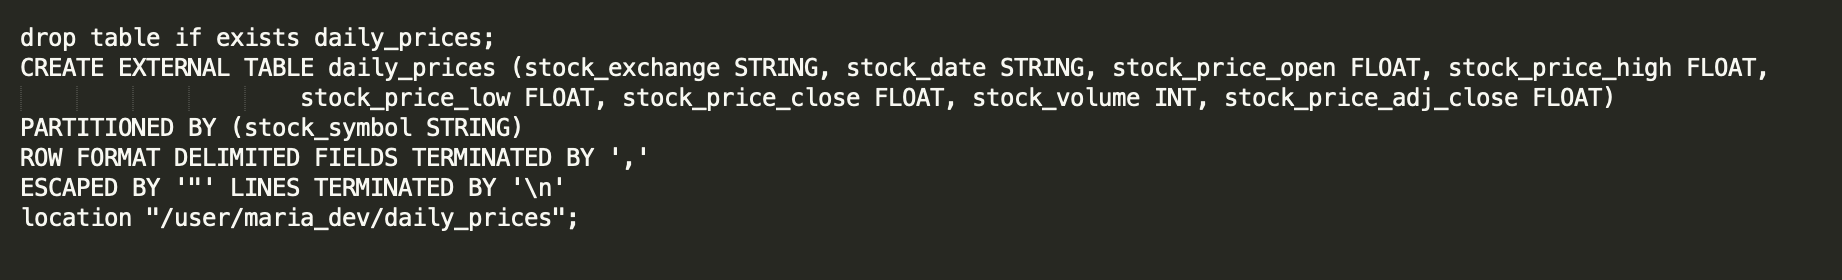 drop table if exists daily_prices;
CREATE EXTERNAL TABLE daily_prices (stock_exchange STRING, stock_date STRING, stock_price_open FLOAT, stock_price_high FLOAT,
                    stock_price_low FLOAT, stock_price_close FLOAT, stock_volume INT, stock_price_adj_close FLOAT)
PARTITIONED BY (stock_symbol STRING)
ROW FORMAT DELIMITED FIELDS TERMINATED BY ','
ESCAPED BY '"' LINES TERMINATED BY '\n'
location "/user/maria_dev/daily_prices";